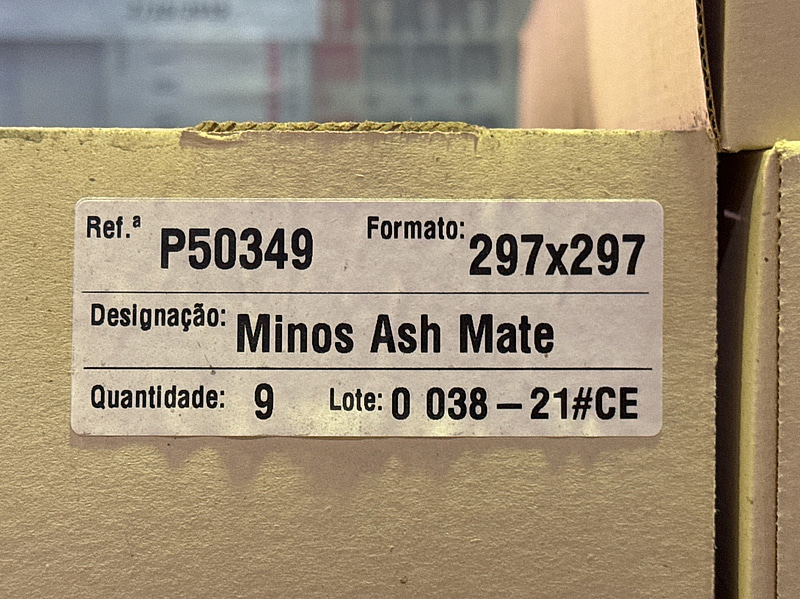 Ref.ª P50349 Formato: 297x297
Designação: Minos Ash Mate
Quantidade: 9 Lote: 0 038 – 21#CE